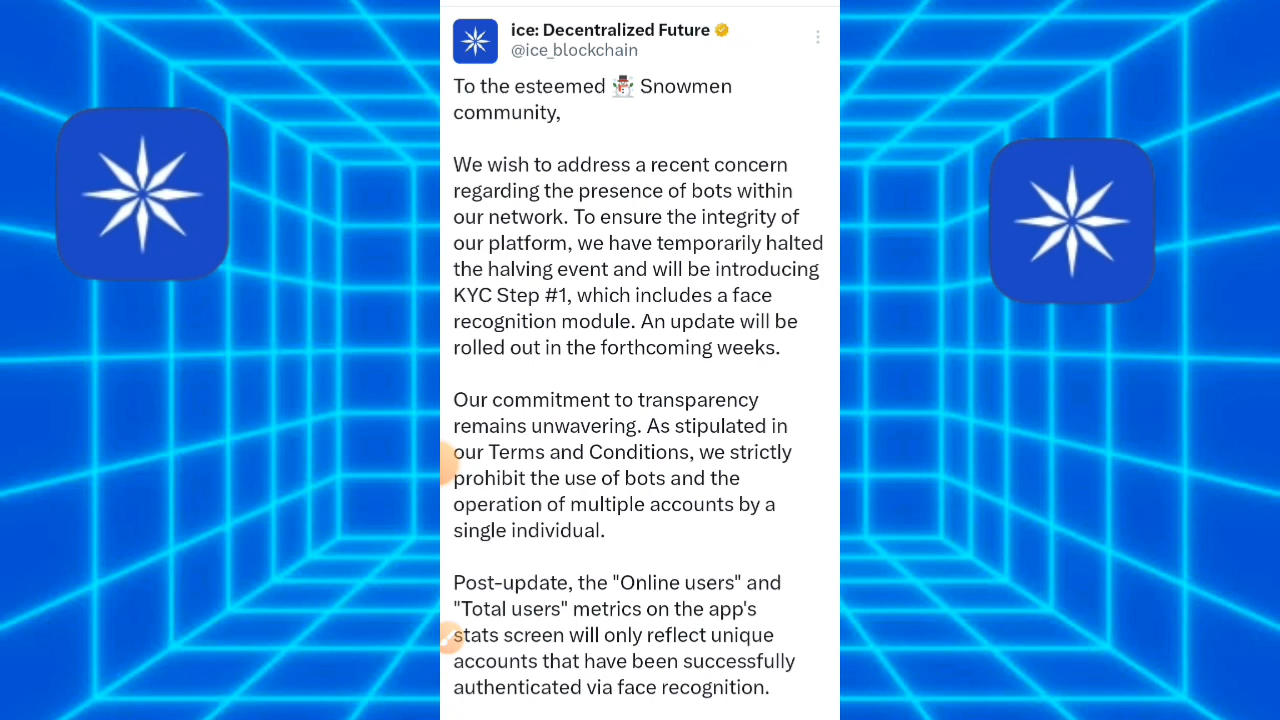 ice: Decentralized Future
@ice_blockchain
To the esteemed ☃️ Snowmen
community,
We wish to address a recent concern
regarding the presence of bots within
our network. To ensure the integrity of
our platform, we have temporarily halted
the halving event and will be introducing
KYC Step #1, which includes a face
recognition module. An update will be
rolled out in the forthcoming weeks.
Our commitment to transparency
remains unwavering. As stipulated in
our Terms and Conditions, we strictly
prohibit the use of bots and the
operation of multiple accounts by a
single individual.
Post-update, the "Online users" and
"Total users" metrics on the app's
stats screen will only reflect unique
accounts that have been successfully
authenticated via face recognition.